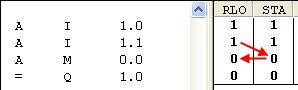 RLO STA
A I 1.0 1 1
A I 1.1 1 1
A M 0.0 0 0
= Q 1.0 0 0